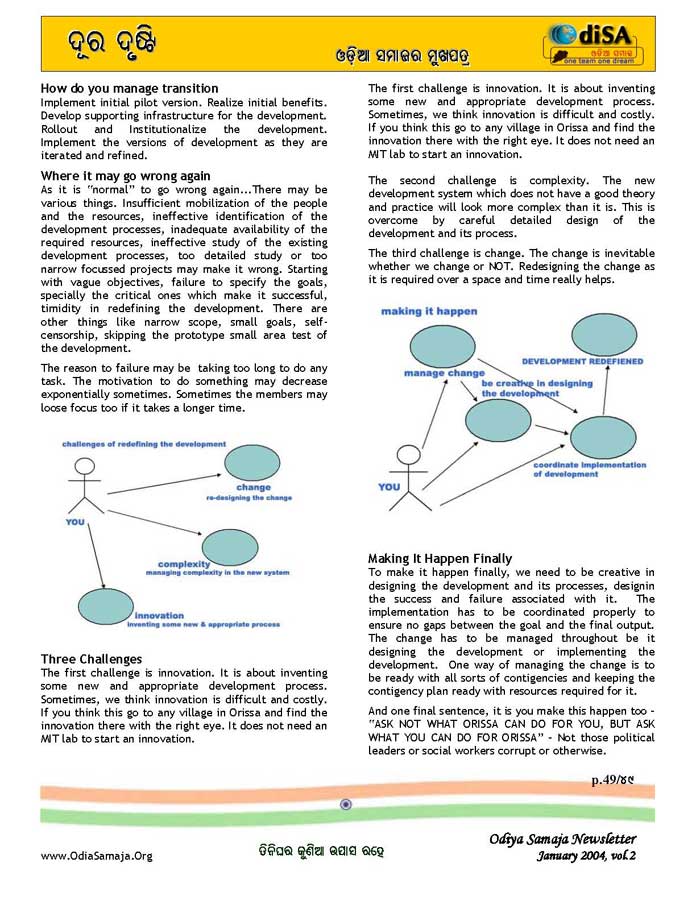 ଦୂର ଦୃଷ୍ଟି
ଓଡ଼ିଆ ସମାଜର ମୁଖପତ୍ର
OdiSA
ଓଡ଼ିଆ ସମାଜ
one team one dream
How do you manage transition
Implement initial pilot version. Realize initial benefits.
Develop supporting infrastructure for the development.
Rollout and Institutionalize the development.
Implement the versions of development as they are
iterated and refined.
Where it may go wrong again
As it is “normal” to go wrong again...There may be
various things. Insufficient mobilization of the people
and the resources, ineffective identification of the
development processes, inadequate availability of the
required resources, ineffective study of the existing
development processes, too detailed study or too
narrow focussed projects may make it wrong. Starting
with vague objectives, failure to specify the goals,
specially the critical ones which make it successful,
timidity in redefining the development. There are
other things like narrow scope, small goals, self-
censorship, skipping the prototype small area test of
the development.
The reason to failure may be taking too long to do any
task. The motivation to do something may decrease
exponentially sometimes. Sometimes the members may
loose focus too if it takes a longer time.
challenges of redefining the development
change
re-designing the change
YOU
complexity
managing complexity in the new system
innovation
inventing some new & appropriate process
Three Challenges
The first challenge is innovation. It is about inventing
some new and appropriate development process.
Sometimes, we think innovation is difficult and costly.
If you think this go to any village in Orissa and find the
innovation there with the right eye. It does not need an
MIT lab to start an innovation.
The first challenge is innovation. It is about inventing
some new and appropriate development process.
Sometimes, we think innovation is difficult and costly.
If you think this go to any village in Orissa and find the
innovation there with the right eye. It does not need an
MIT lab to start an innovation.
The second challenge is complexity. The new
development system which does not have a good theory
and practice will look more complex than it is. This is
overcome by careful detailed design of the
development and its process.
The third challenge is change. The change is inevitable
whether we change or NOT. Redesigning the change as
it is required over a space and time really helps.
making it happen
DEVELOPMENT REDEFIENED
manage change
be creative in designing
the development
coordinate implementation
of development
YOU
Making It Happen Finally
To make it happen finally, we need to be creative in
designing the development and its processes, designin
the success and failure associated with it. The
implementation has to be coordinated properly to
ensure no gaps between the goal and the final output.
The change has to be managed throughout be it
designing the development or implementing the
development. One way of managing the change is to
be ready with all sorts of contigencies and keeping the
contigency plan ready with resources required for it.
And one final sentence, it is you make this happen too –
“ASK NOT WHAT ORISSA CAN DO FOR YOU, BUT ASK
WHAT YOU CAN DO FOR ORISSA” – Not those political
leaders or social workers corrupt or otherwise.
p.49/୪୯
www.OdiaSamaja.Org
ତିନିଘର କୁଣିଆ ଉପାସ ରହେ
Odiya Samaja Newsletter
January 2004, vol.2